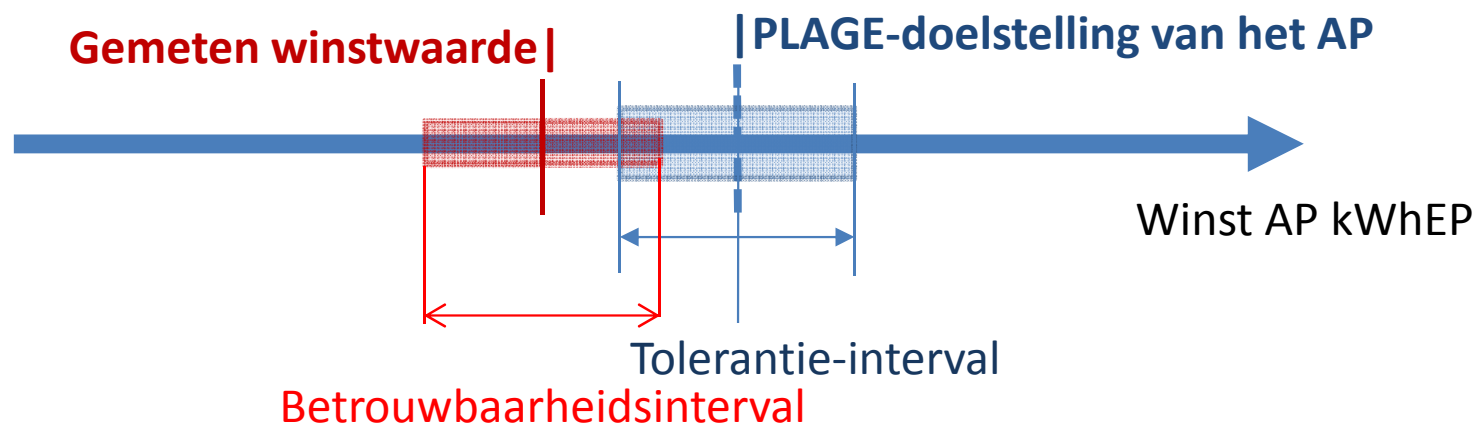 Gemeten winstwaarde|
|PLAGE-doelstelling van het AP
Winst AP kWhEP
Tolerantie-interval
Betrouwbaarheidsinterval